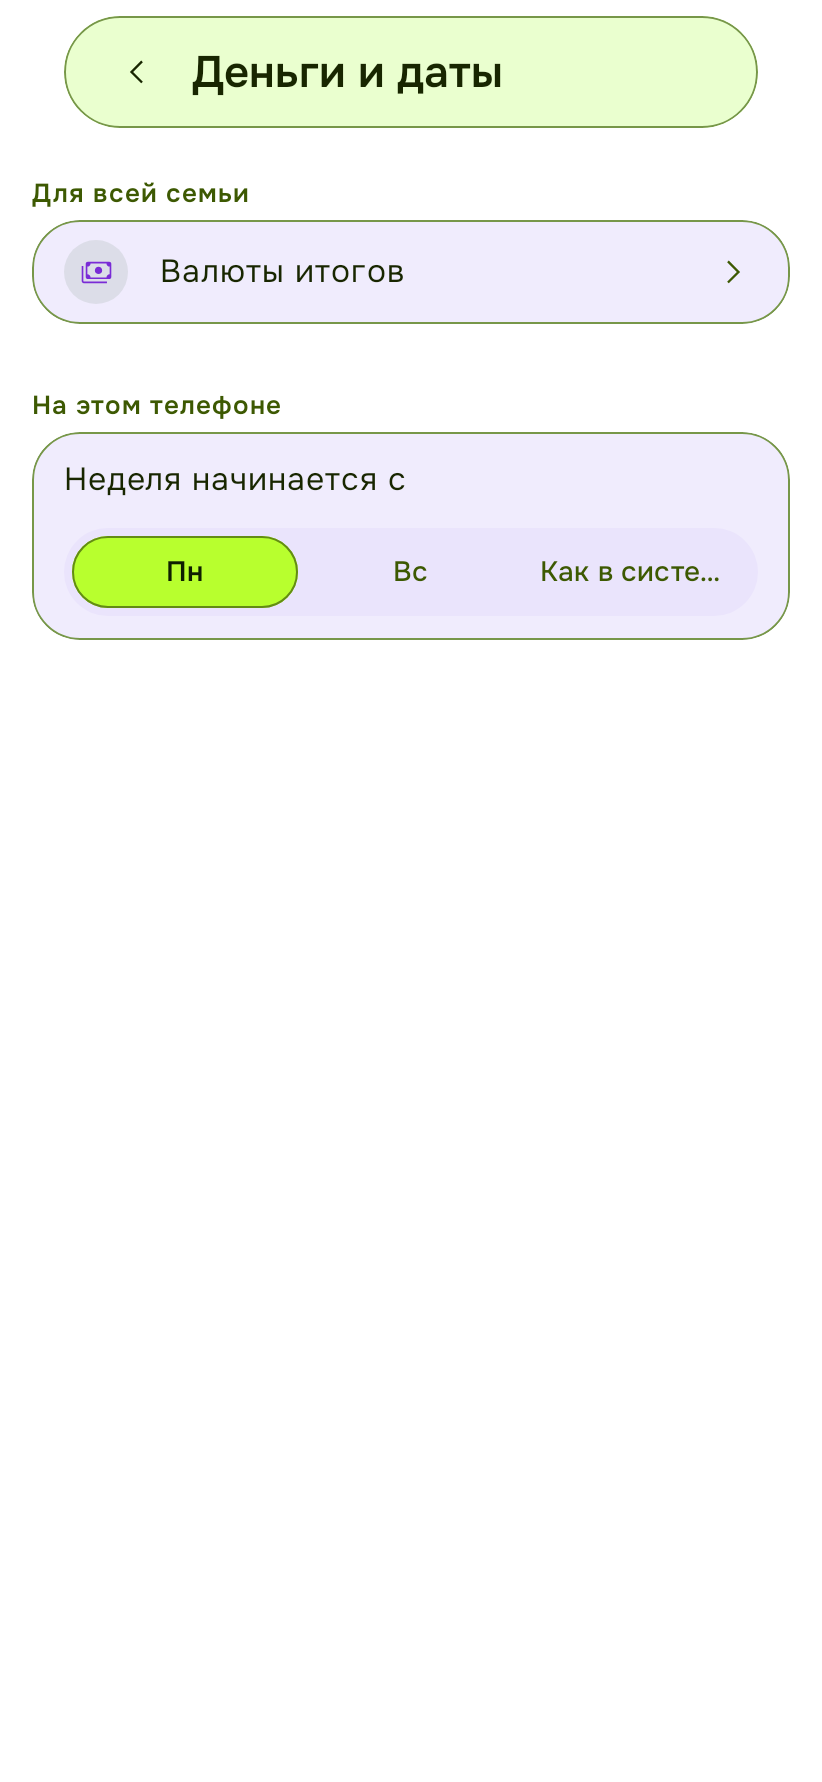 Деньги и даты
Для всей семьи
Валюты итогов
На этом телефоне
Неделя начинается с
Пн
Вс
Как в систе...